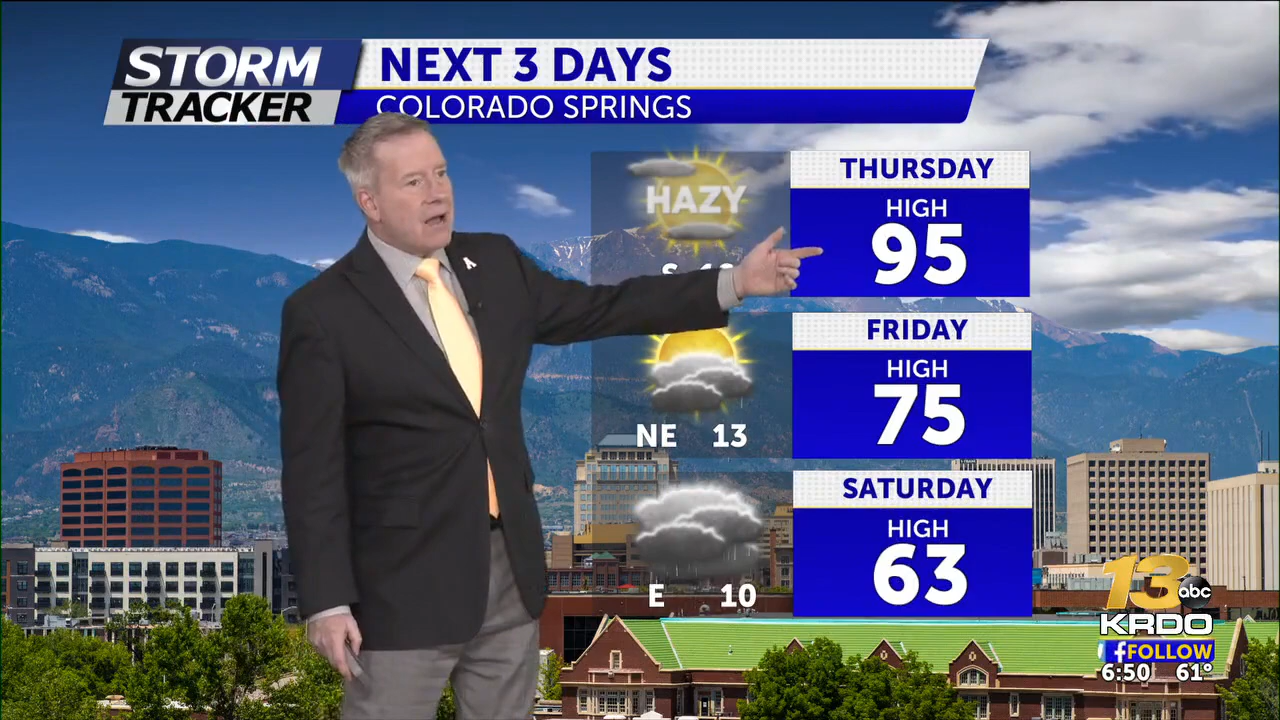 STORM
TRACKER
NEXT 3 DAYS
COLORADO SPRINGS
HAZY
THURSDAY
HIGH
95
S
FRIDAY
HIGH
75
NE 13
SATURDAY
HIGH
63
E 10
13 abc
KRDO
f FOLLOW
6:50 61°